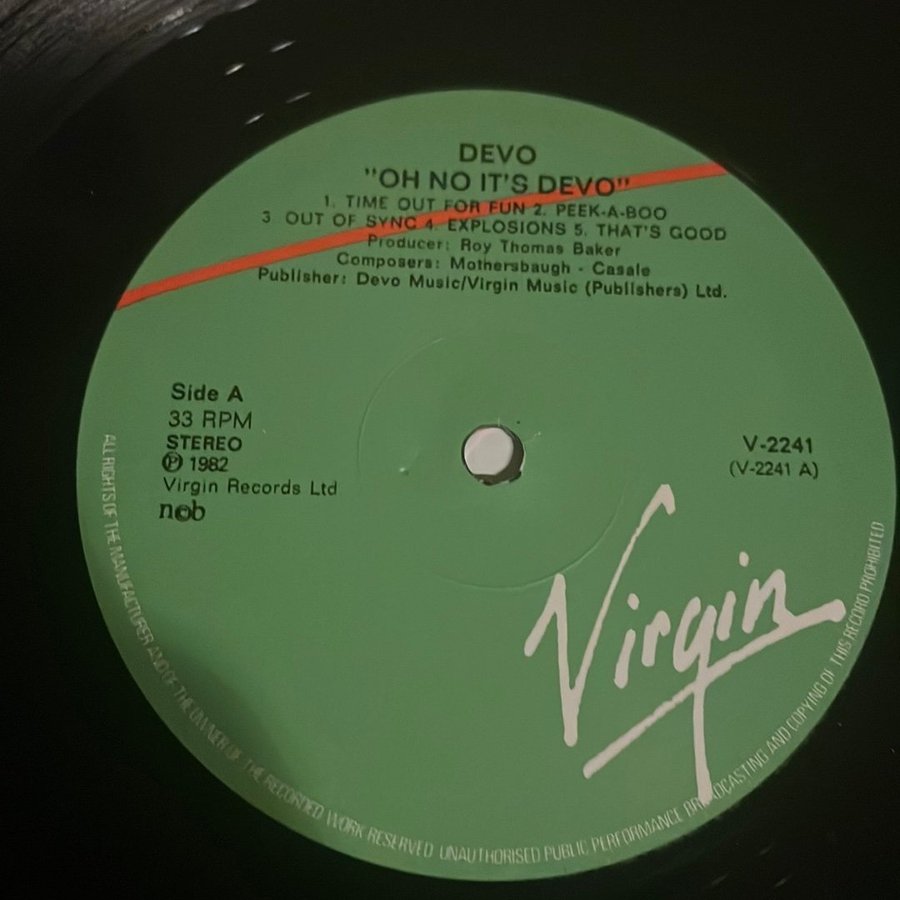 DEVO
"OH NO IT'S DEVO"
1. TIME OUT FOR FUN 2. PEEK-A-BOO
3 OUT OF SYNC 4. EXPLOSIONS 5. THAT'S GOOD
Producer: Roy Thomas Baker
Composers: Mothersbaugh - Casale
Publisher: Devo Music/Virgin Music (Publishers) Ltd.
Side A
33 RPM
STEREO
℗ 1982
Virgin Records Ltd
ncb
V-2241
(V-2241 A)
Virgin
ALL RIGHTS OF THE MANUFACTURER AND OF THE OWNER OF THE RECORDED WORK RESERVED UNAUTHORISED PUBLIC PERFORMANCE BROADCASTING AND COPYING OF THIS RECORD PROHIBITED